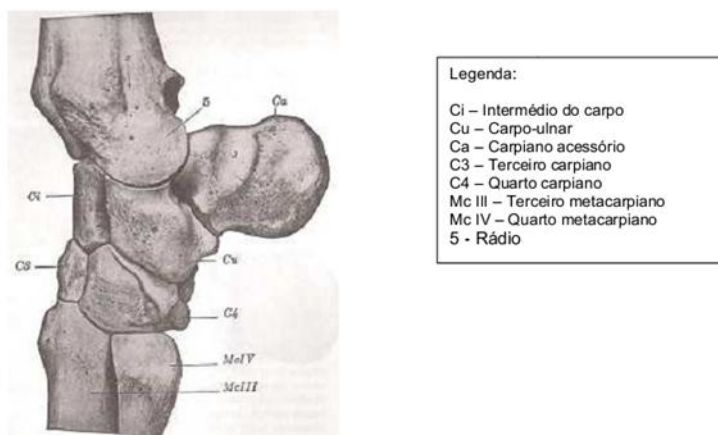 5
Ca
Ci
C3
Cu
C4
McIV
McIII
Legenda:
Ci – Intermédio do carpo
Cu – Carpo-ulnar
Ca – Carpiano acessório
C3 – Terceiro carpiano
C4 – Quarto carpiano
Mc III – Terceiro metacarpiano
Mc IV – Quarto metacarpiano
5 - Rádio